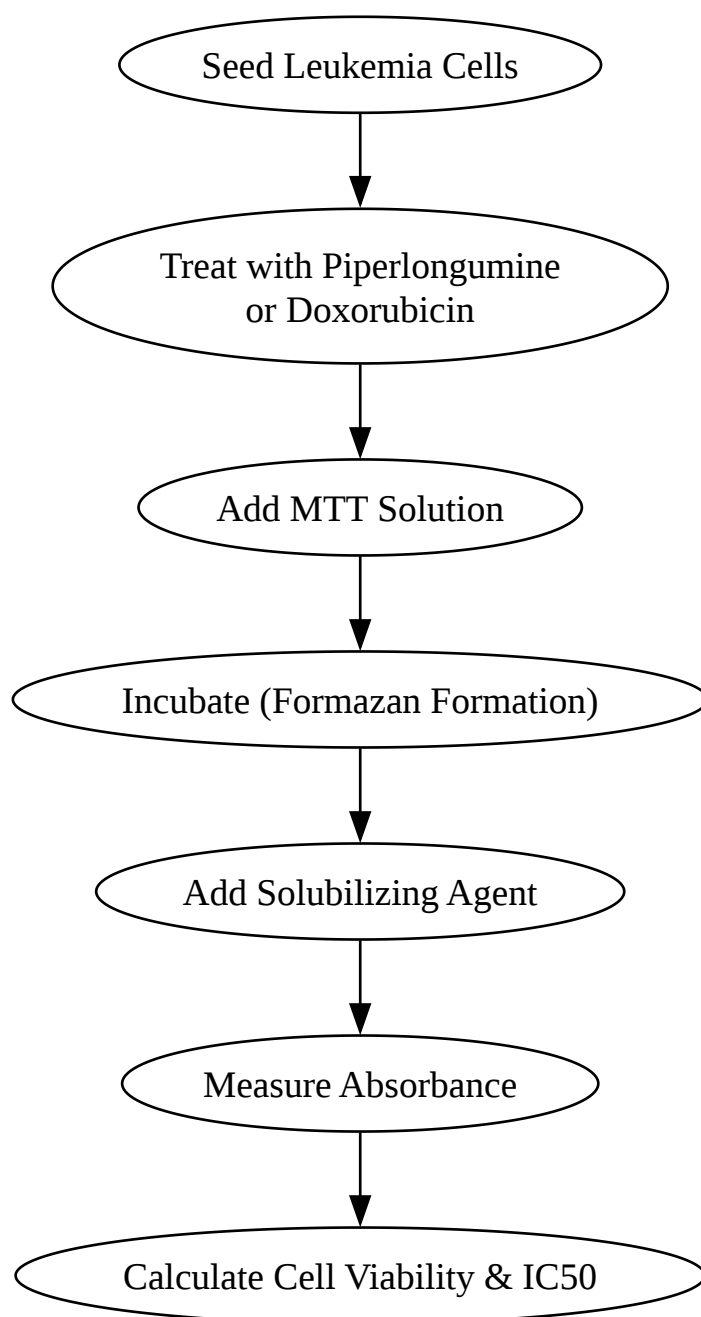 Seed Leukemia Cells
Treat with Piperlongumine
or Doxorubicin
Add MTT Solution
Incubate (Formazan Formation)
Add Solubilizing Agent
Measure Absorbance
Calculate Cell Viability & IC50